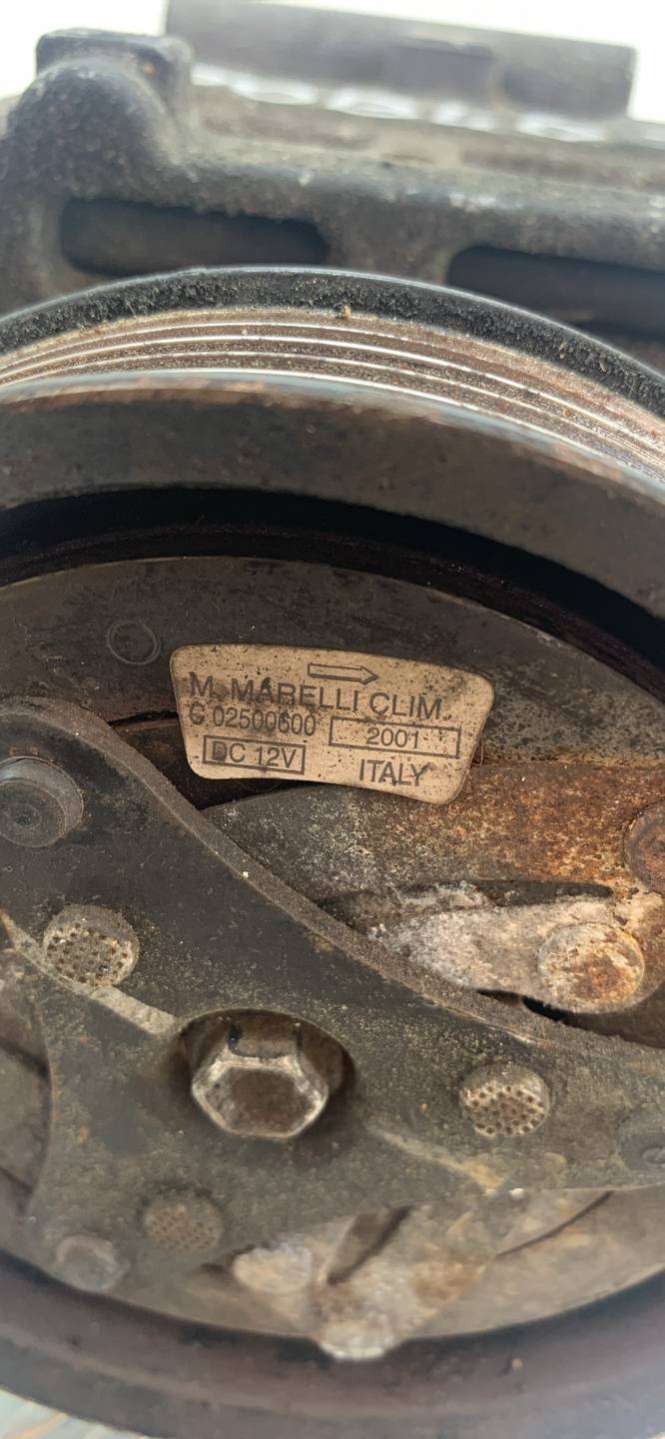 M. MARELLI CLIM.
C 02500600 2001
DC 12V ITALY